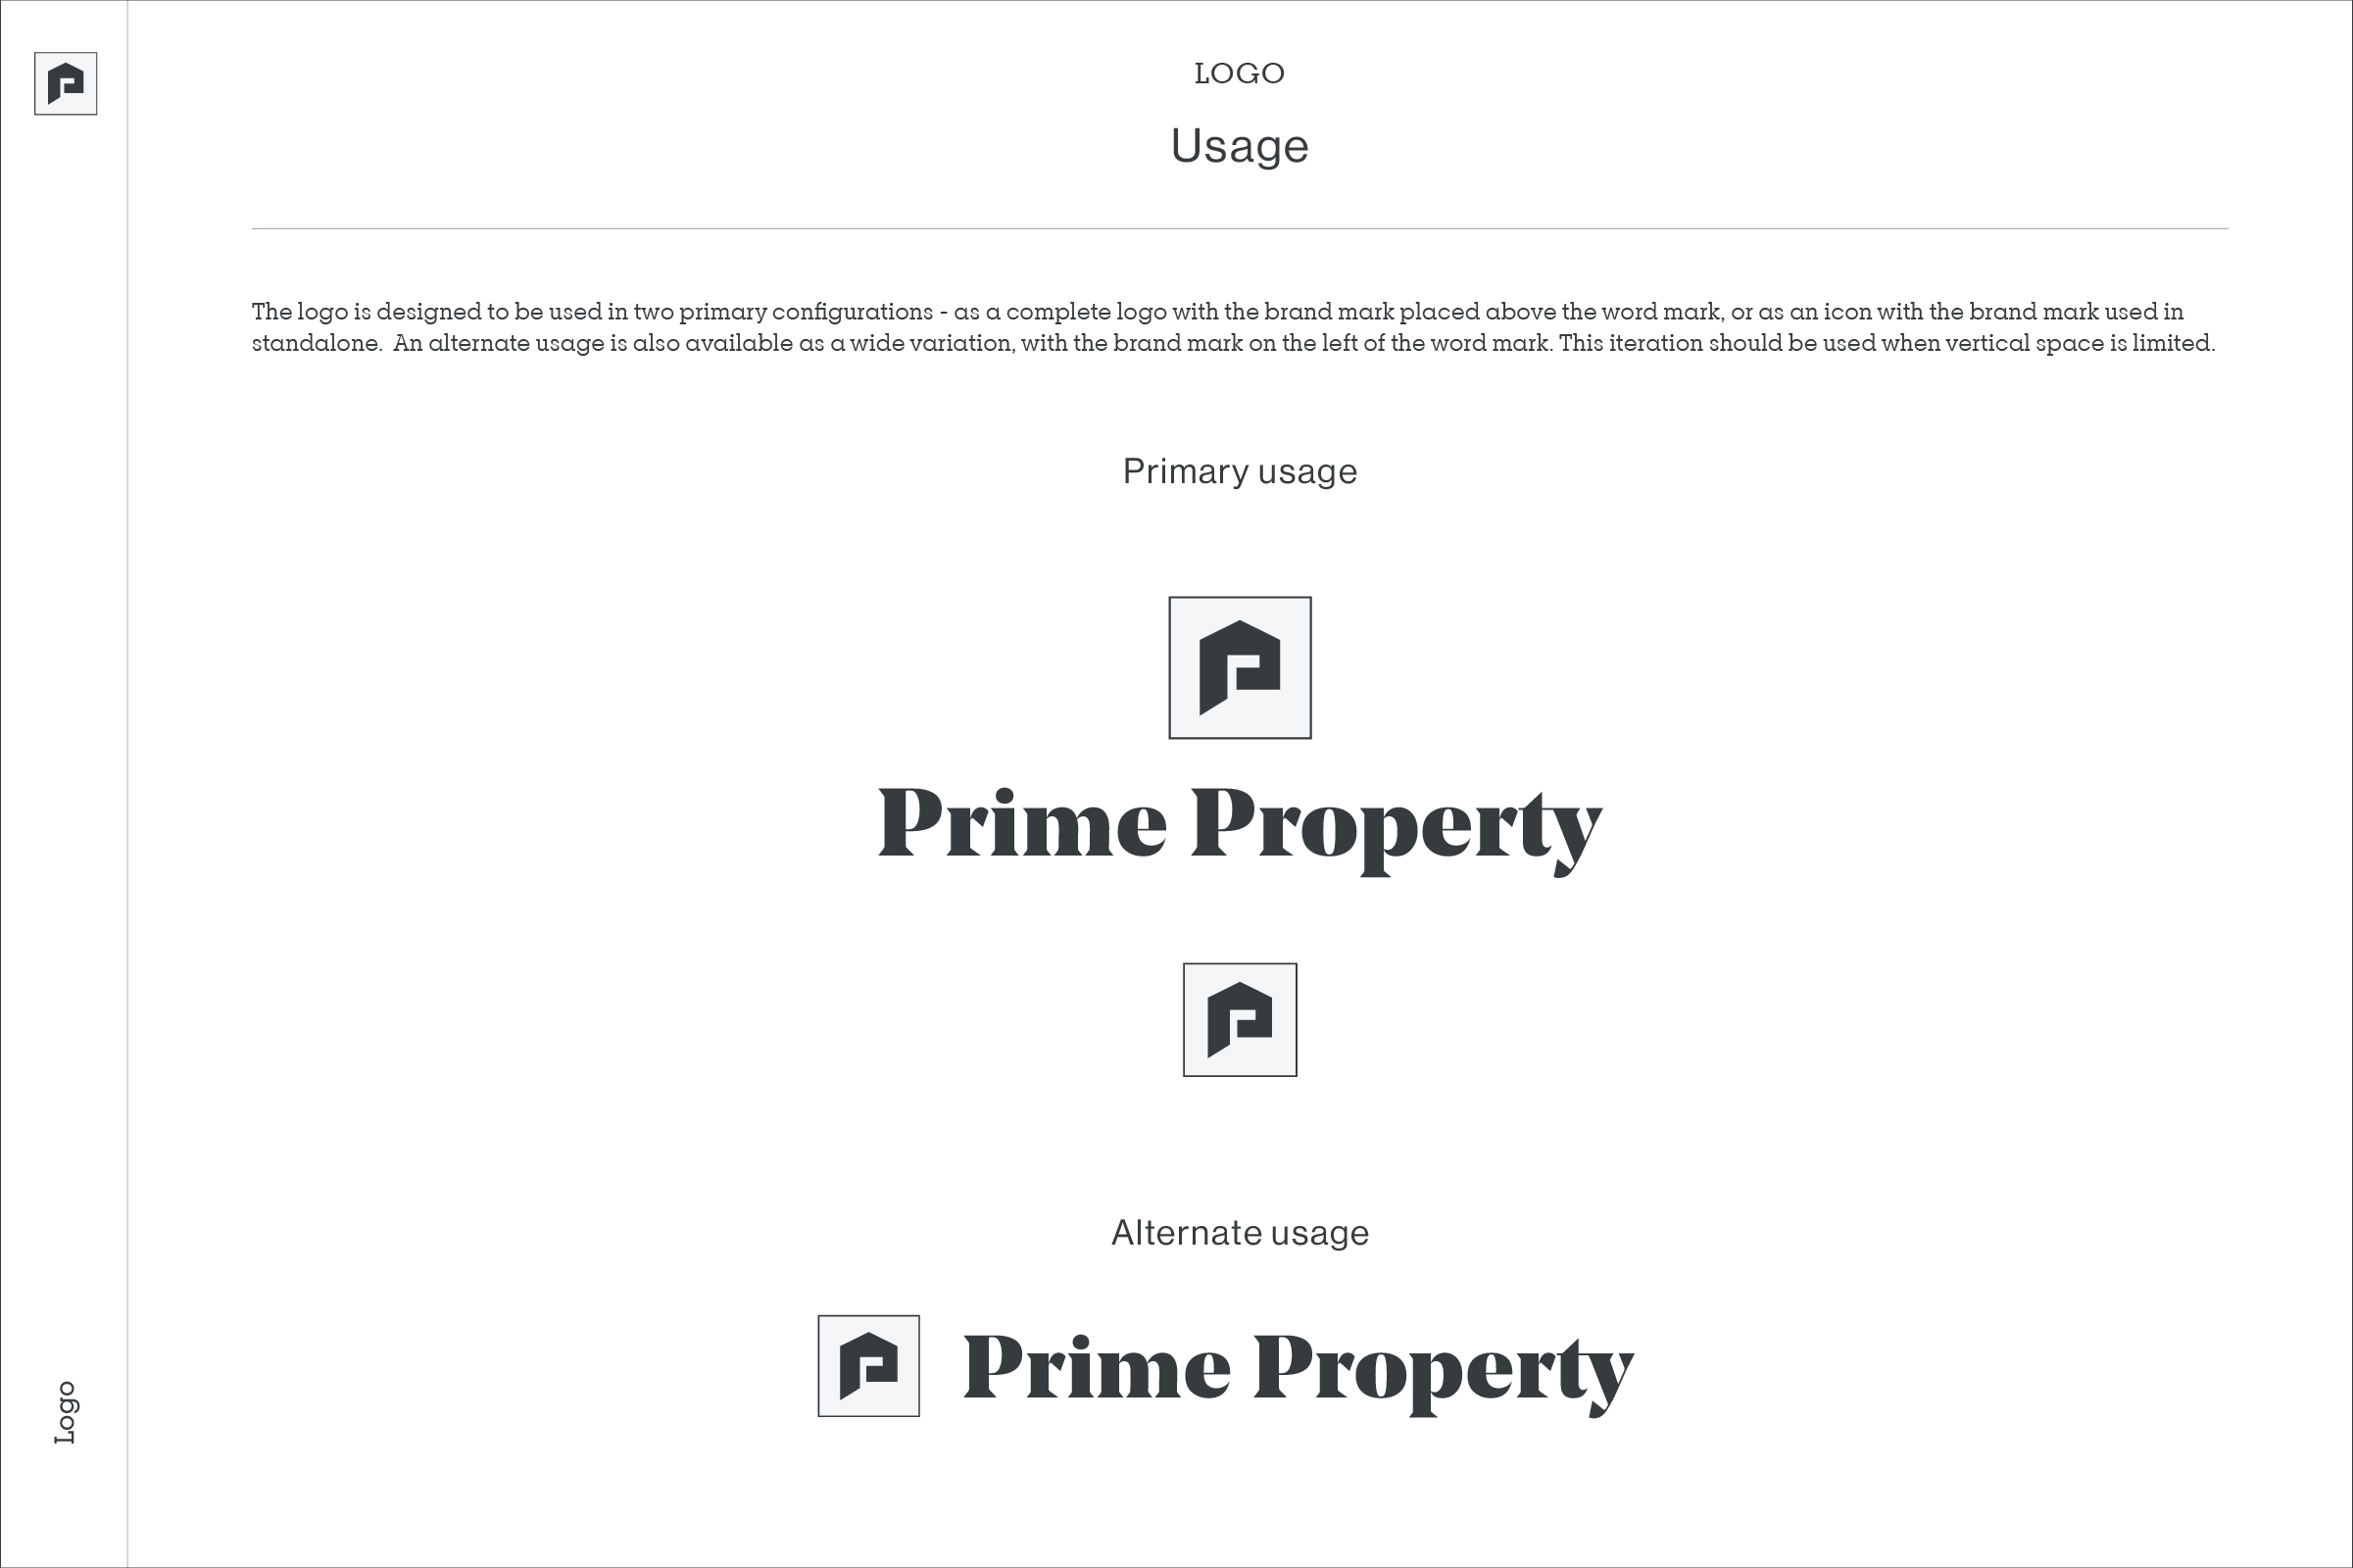 LOGO
Usage
The logo is designed to be used in two primary configurations - as a complete logo with the brand mark placed above the word mark, or as an icon with the brand mark used in
standalone.  An alternate usage is also available as a wide variation, with the brand mark on the left of the word mark. This iteration should be used when vertical space is limited.
Primary usage
Prime Property
Alternate usage
Prime Property
Logo